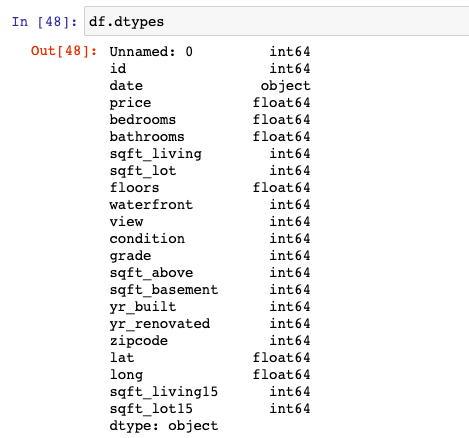 In [48]: df.dtypes
Out[48]: Unnamed: 0 int64
id int64
date object
price float64
bedrooms float64
bathrooms float64
sqft_living int64
sqft_lot int64
floors float64
waterfront int64
view int64
condition int64
grade int64
sqft_above int64
sqft_basement int64
yr_built int64
yr_renovated int64
zipcode int64
lat float64
long float64
sqft_living15 int64
sqft_lot15 int64
dtype: object